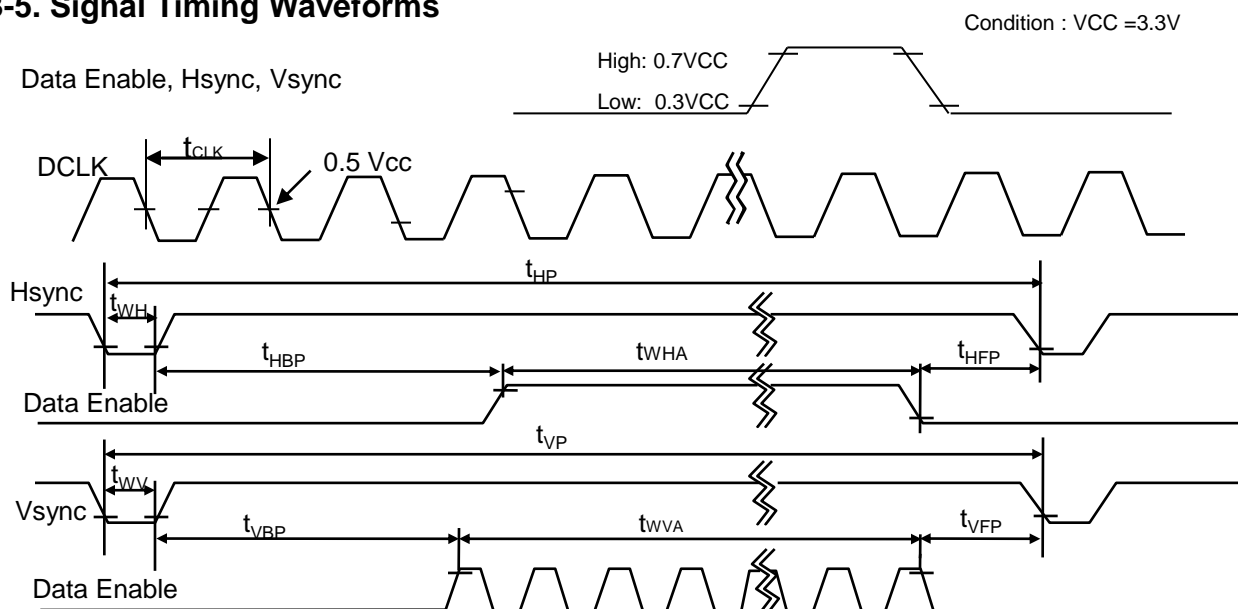 3-5. Signal Timing Waveforms
Condition : VCC =3.3V
High: 0.7VCC
Data Enable, Hsync, Vsync
Low: 0.3VCC
tCLK
0.5 Vcc
DCLK
tHP
Hsync
tWH
tHBP
tWHA
tHFP
Data Enable
tVP
tWV
Vsync
tVBP
tWVA
tVFP
Data Enable